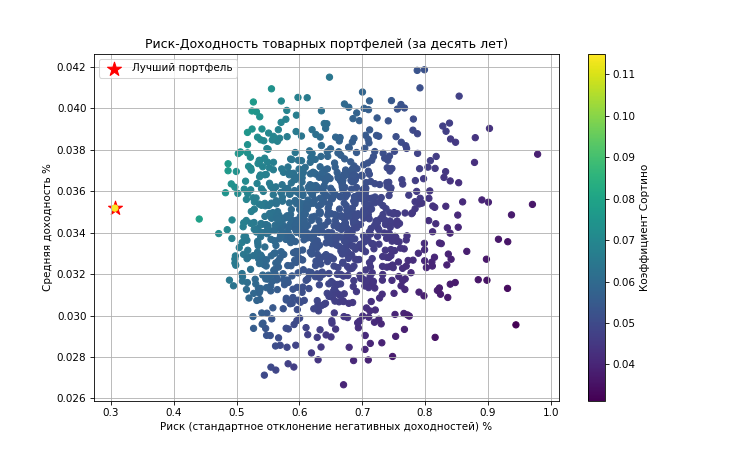 Риск-Доходность товарных портфелей (за десять лет)
Лучший портфель
0.042
0.040
0.038
0.036
0.034
0.032
0.030
0.028
0.026
Средняя доходность %
0.3 0.4 0.5 0.6 0.7 0.8 0.9 1.0
Риск (стандартное отклонение негативных доходностей) %
0.11
0.10
0.09
0.08
0.07
0.06
0.05
0.04
Коэффициент Сортино